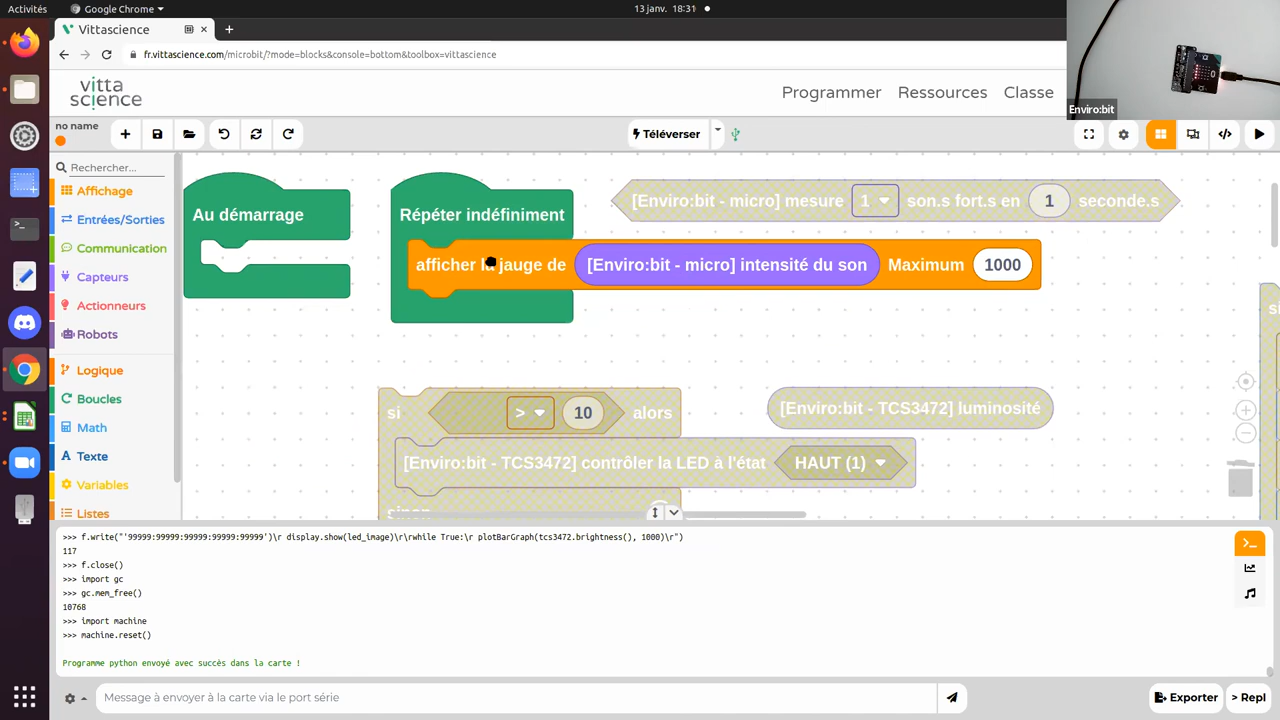 Activités
Google Chrome
13 janv. 18:31
Vittascience
fr.vittascience.com/microbit/?mode=blocks&console=bottom&toolbox=vittascience
Enviro:bit
vitta science
Programmer
Ressources
Classe
no name
Téléverser
Rechercher...
Affichage
Entrées/Sorties
Communication
Capteurs
Actionneurs
Robots
Logique
Boucles
Math
Texte
Variables
Listes
Au démarrage
Répéter indéfiniment
[Enviro:bit - micro] mesure 1 son.s fort.s en 1 seconde.s
afficher la jauge de [Enviro:bit - micro] intensité du son Maximum 1000
si > 10 alors
[Enviro:bit - TCS3472] luminosité
[Enviro:bit - TCS3472] contrôler la LED à l'état HAUT (1)
sinon
si
>>> f.write("'99999:99999:99999:99999:99999')\r display.show(led_image)\r\rwhile True:\r plotBarGraph(tcs3472.brightness(), 1000)\r")
117
>>> f.close()
>>> import gc
>>> gc.mem_free()
10768
>>> import machine
>>> machine.reset()
Programme python envoyé avec succès dans la carte !
Message à envoyer à la carte via le port série
Exporter
> Repl